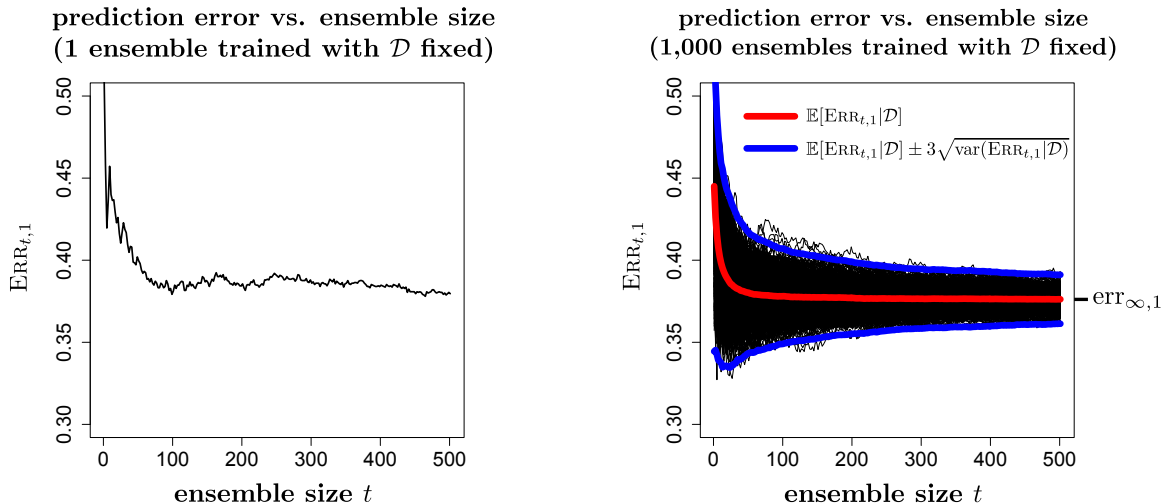 prediction error vs. ensemble size
(1 ensemble trained with 𝒟 fixed)
0.50
0.45
0.40
0.35
0.30
ERR_{t,1}
0 100 200 300 400 500
ensemble size t
prediction error vs. ensemble size
(1,000 ensembles trained with 𝒟 fixed)
𝔼[ERR_{t,1}|𝒟]
𝔼[ERR_{t,1}|𝒟] ± 3√var(ERR_{t,1}|𝒟)
0.50
0.45
0.40
0.35
0.30
ERR_{t,1}
err_{∞,1}
0 100 200 300 400 500
ensemble size t